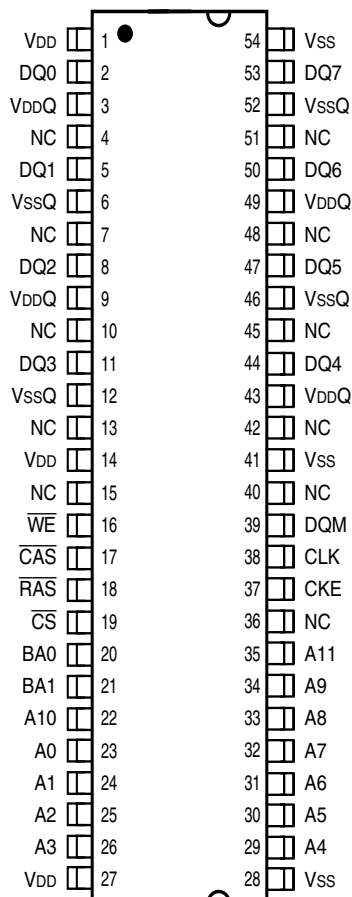 VDD 1 54 Vss
DQ0 2 53 DQ7
VDDQ 3 52 VssQ
NC 4 51 NC
DQ1 5 50 DQ6
VssQ 6 49 VDDQ
NC 7 48 NC
DQ2 8 47 DQ5
VDDQ 9 46 VssQ
NC 10 45 NC
DQ3 11 44 DQ4
VssQ 12 43 VDDQ
NC 13 42 NC
VDD 14 41 Vss
NC 15 40 NC
W̅E̅ 16 39 DQM
C̅A̅S̅ 17 38 CLK
R̅A̅S̅ 18 37 CKE
C̅S̅ 19 36 NC
BA0 20 35 A11
BA1 21 34 A9
A10 22 33 A8
A0 23 32 A7
A1 24 31 A6
A2 25 30 A5
A3 26 29 A4
VDD 27 28 Vss